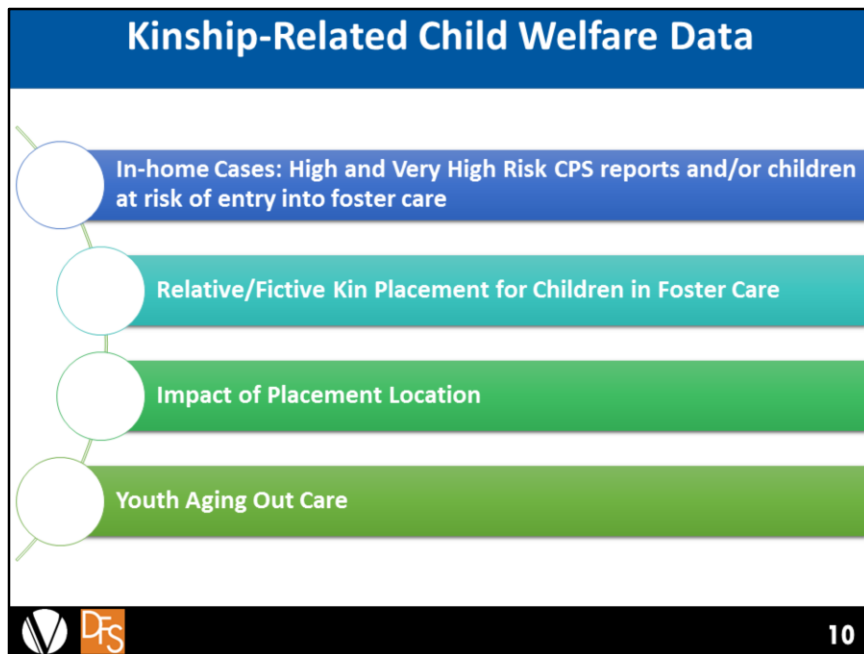 Kinship-Related Child Welfare Data
In-home Cases: High and Very High Risk CPS reports and/or children
at risk of entry into foster care
Relative/Fictive Kin Placement for Children in Foster Care
Impact of Placement Location
Youth Aging Out Care
DFS
10